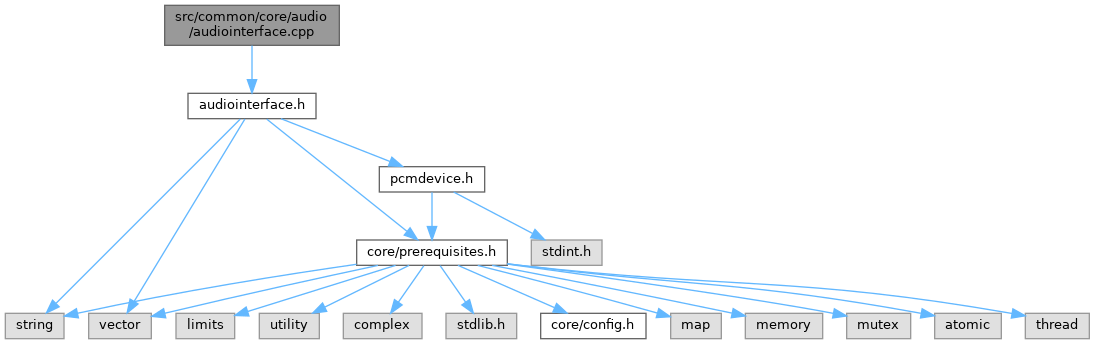 src/common/core/audio
/audiointerface.cpp
audiointerface.h
pcmdevice.h
core/prerequisites.h
stdint.h
string
vector
limits
utility
complex
stdlib.h
core/config.h
map
memory
mutex
atomic
thread